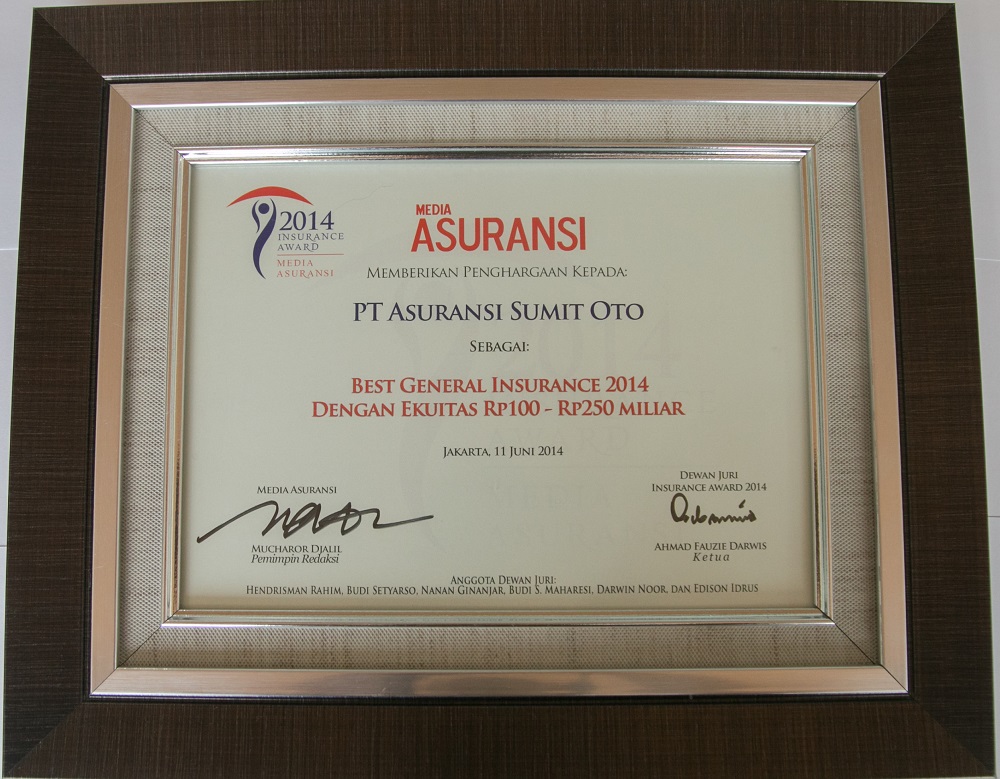 2014
INSURANCE
AWARD
MEDIA
ASURANSI
MEDIA
ASURANSI
MEMBERIKAN PENGHARGAAN KEPADA:
PT ASURANSI SUMIT OTO
SEBAGAI:
BEST GENERAL INSURANCE 2014
DENGAN EKUITAS RP100 - RP250 MILIAR
JAKARTA, 11 JUNI 2014
MEDIA ASURANSI
MUCHAROR DJALIL
Pemimpin Redaksi
DEWAN JURI
INSURANCE AWARD 2014
AHMAD FAUZIE DARWIS
Ketua
ANGGOTA DEWAN JURI:
HENDRISMAN RAHIM, BUDI SETYARSO, NANAN GINANJAR, BUDI S. MAHARESI, DARWIN NOOR, DAN EDISON IDRUS